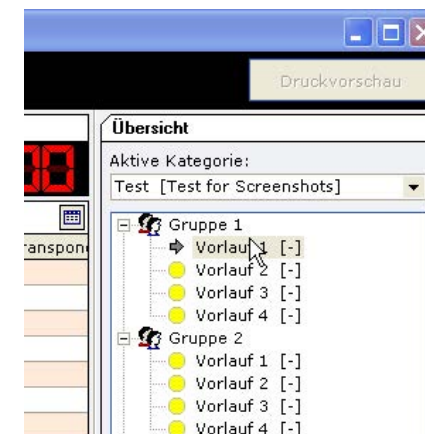 Druckvorschau
Übersicht
Aktive Kategorie:
Test [Test for Screenshots]
Gruppe 1
Vorlauf 1 [-]
Vorlauf 2 [-]
Vorlauf 3 [-]
Vorlauf 4 [-]
Gruppe 2
Vorlauf 1 [-]
Vorlauf 2 [-]
Vorlauf 3 [-]
Vorlauf 4 [-]